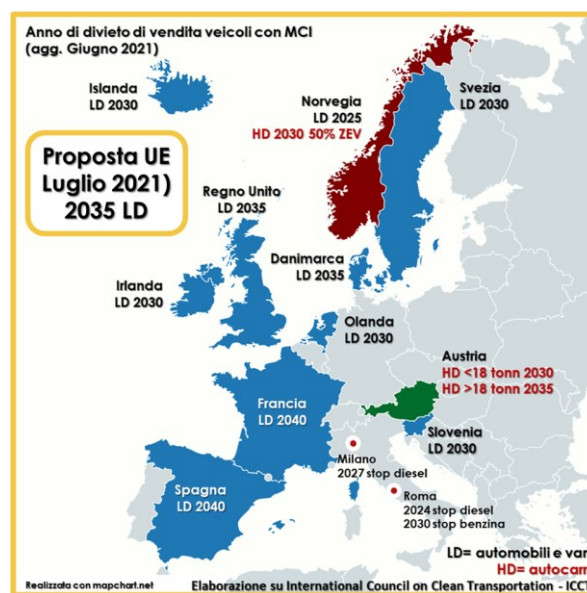 Anno di divieto di vendita veicoli con MCI
(agg. Giugno 2021)
Islanda
LD 2030
Norvegia
LD 2025
HD 2030 50% ZEV
Svezia
LD 2030
Proposta UE
Luglio 2021)
2035 LD
Regno Unito
LD 2035
Danimarca
LD 2035
Irlanda
LD 2030
Olanda
LD 2030
Austria
HD <18 tonn 2030
HD >18 tonn 2035
Francia
LD 2040
Slovenia
LD 2030
Milano
2027 stop diesel
Spagna
LD 2040
Roma
2024 stop diesel
2030 stop benzina
LD= automobili e van
HD= autocarr
Realizzata con mapchart.net
Elaborazione su International Council on Clean Transportation - ICCT